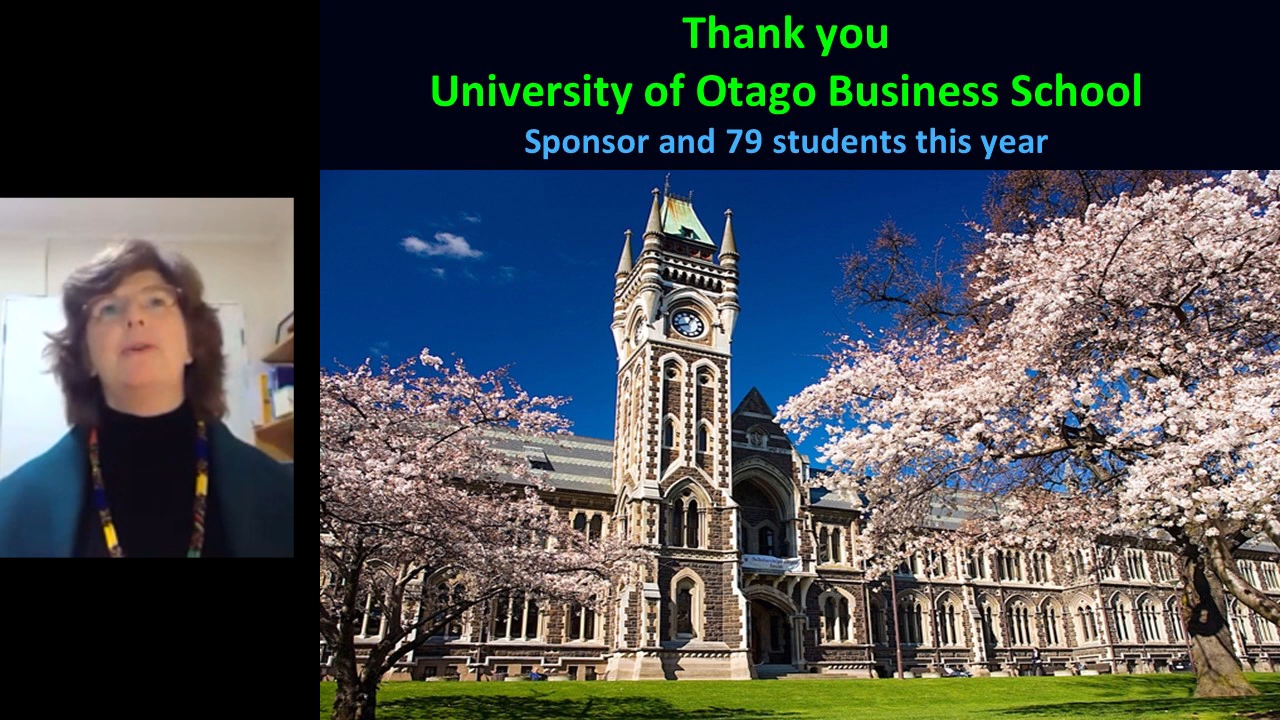 Thank you
University of Otago Business School
Sponsor and 79 students this year